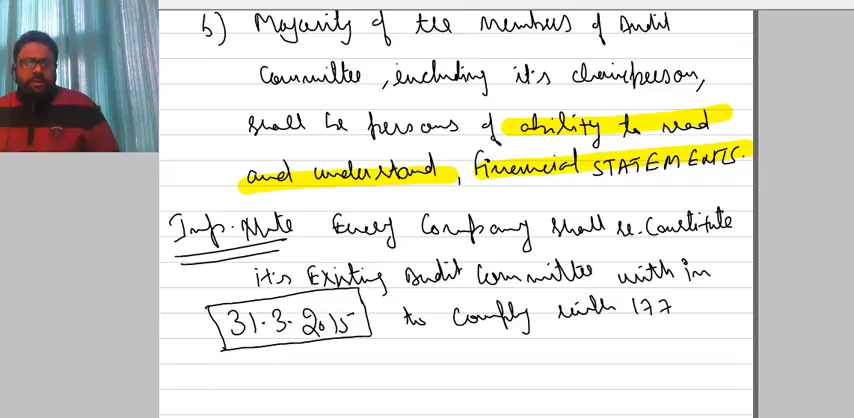 b) Majority of the Members of Audit
Committee, including it's chairperson,
shall be persons of ability to read
and understand, Financial STATEMENTS.
Imp. Note Every Company shall re-Constitute
it's Existing Audit Committee with in
31.3.2015 to comply with 177